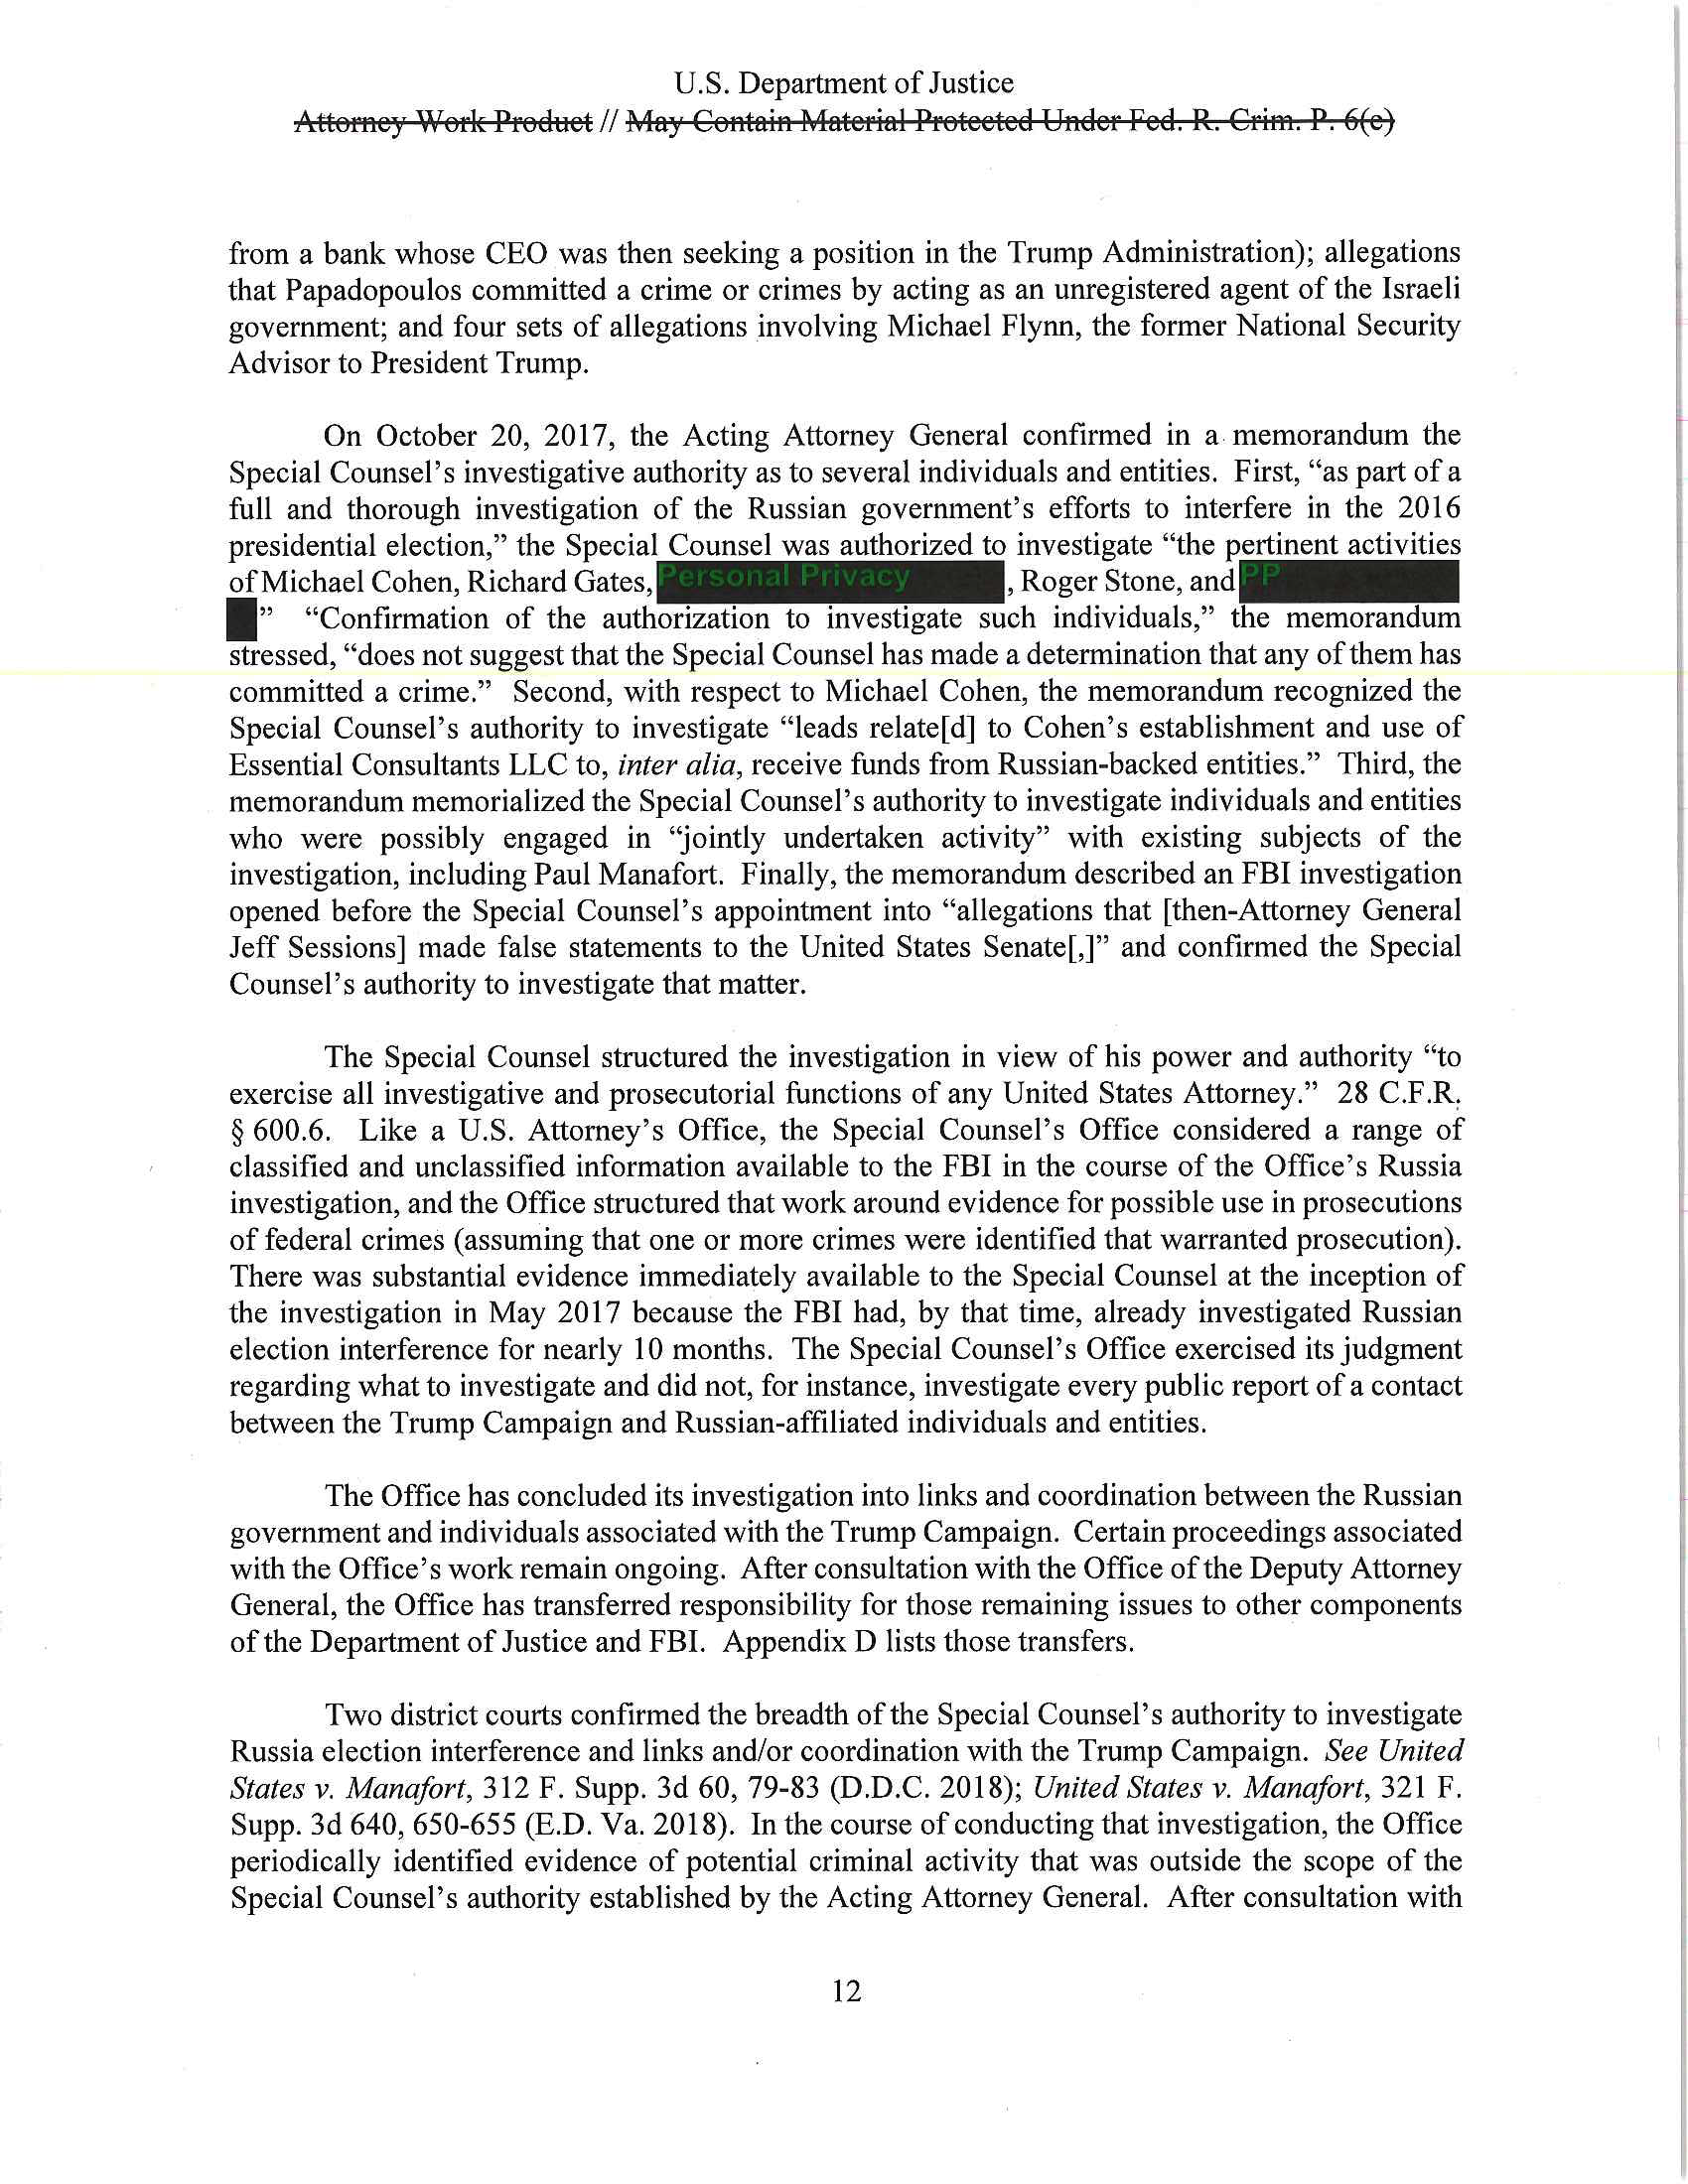 U.S. Department of Justice
Attorney Work Product // May Contain Material Protected Under Fed. R. Crim. P. 6(e)
from a bank whose CEO was then seeking a position in the Trump Administration); allegations
that Papadopoulos committed a crime or crimes by acting as an unregistered agent of the Israeli
government; and four sets of allegations involving Michael Flynn, the former National Security
Advisor to President Trump.
On October 20, 2017, the Acting Attorney General confirmed in a memorandum the
Special Counsel’s investigative authority as to several individuals and entities. First, “as part of a
full and thorough investigation of the Russian government’s efforts to interfere in the 2016
presidential election,” the Special Counsel was authorized to investigate “the pertinent activities
of Michael Cohen, Richard Gates, Personal Privacy, Roger Stone, and PP
” “Confirmation of the authorization to investigate such individuals,” the memorandum
stressed, “does not suggest that the Special Counsel has made a determination that any of them has
committed a crime.” Second, with respect to Michael Cohen, the memorandum recognized the
Special Counsel’s authority to investigate “leads relate[d] to Cohen’s establishment and use of
Essential Consultants LLC to, inter alia, receive funds from Russian-backed entities.” Third, the
memorandum memorialized the Special Counsel’s authority to investigate individuals and entities
who were possibly engaged in “jointly undertaken activity” with existing subjects of the
investigation, including Paul Manafort. Finally, the memorandum described an FBI investigation
opened before the Special Counsel’s appointment into “allegations that [then-Attorney General
Jeff Sessions] made false statements to the United States Senate[,]” and confirmed the Special
Counsel’s authority to investigate that matter.
The Special Counsel structured the investigation in view of his power and authority “to
exercise all investigative and prosecutorial functions of any United States Attorney.” 28 C.F.R.
§ 600.6. Like a U.S. Attorney’s Office, the Special Counsel’s Office considered a range of
classified and unclassified information available to the FBI in the course of the Office’s Russia
investigation, and the Office structured that work around evidence for possible use in prosecutions
of federal crimes (assuming that one or more crimes were identified that warranted prosecution).
There was substantial evidence immediately available to the Special Counsel at the inception of
the investigation in May 2017 because the FBI had, by that time, already investigated Russian
election interference for nearly 10 months. The Special Counsel’s Office exercised its judgment
regarding what to investigate and did not, for instance, investigate every public report of a contact
between the Trump Campaign and Russian-affiliated individuals and entities.
The Office has concluded its investigation into links and coordination between the Russian
government and individuals associated with the Trump Campaign. Certain proceedings associated
with the Office’s work remain ongoing. After consultation with the Office of the Deputy Attorney
General, the Office has transferred responsibility for those remaining issues to other components
of the Department of Justice and FBI. Appendix D lists those transfers.
Two district courts confirmed the breadth of the Special Counsel’s authority to investigate
Russia election interference and links and/or coordination with the Trump Campaign. See United
States v. Manafort, 312 F. Supp. 3d 60, 79-83 (D.D.C. 2018); United States v. Manafort, 321 F.
Supp. 3d 640, 650-655 (E.D. Va. 2018). In the course of conducting that investigation, the Office
periodically identified evidence of potential criminal activity that was outside the scope of the
Special Counsel’s authority established by the Acting Attorney General. After consultation with
12